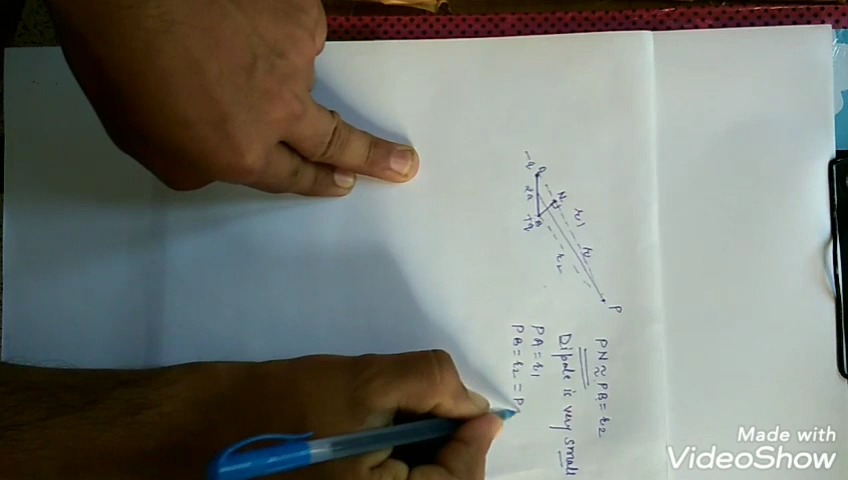 P
r1
r
r2
N
-q
2a
+q
B
PN ≈ PB = r2
Dipole is very small
PA = r1
PB = r2 = P
Made with
VideoShow